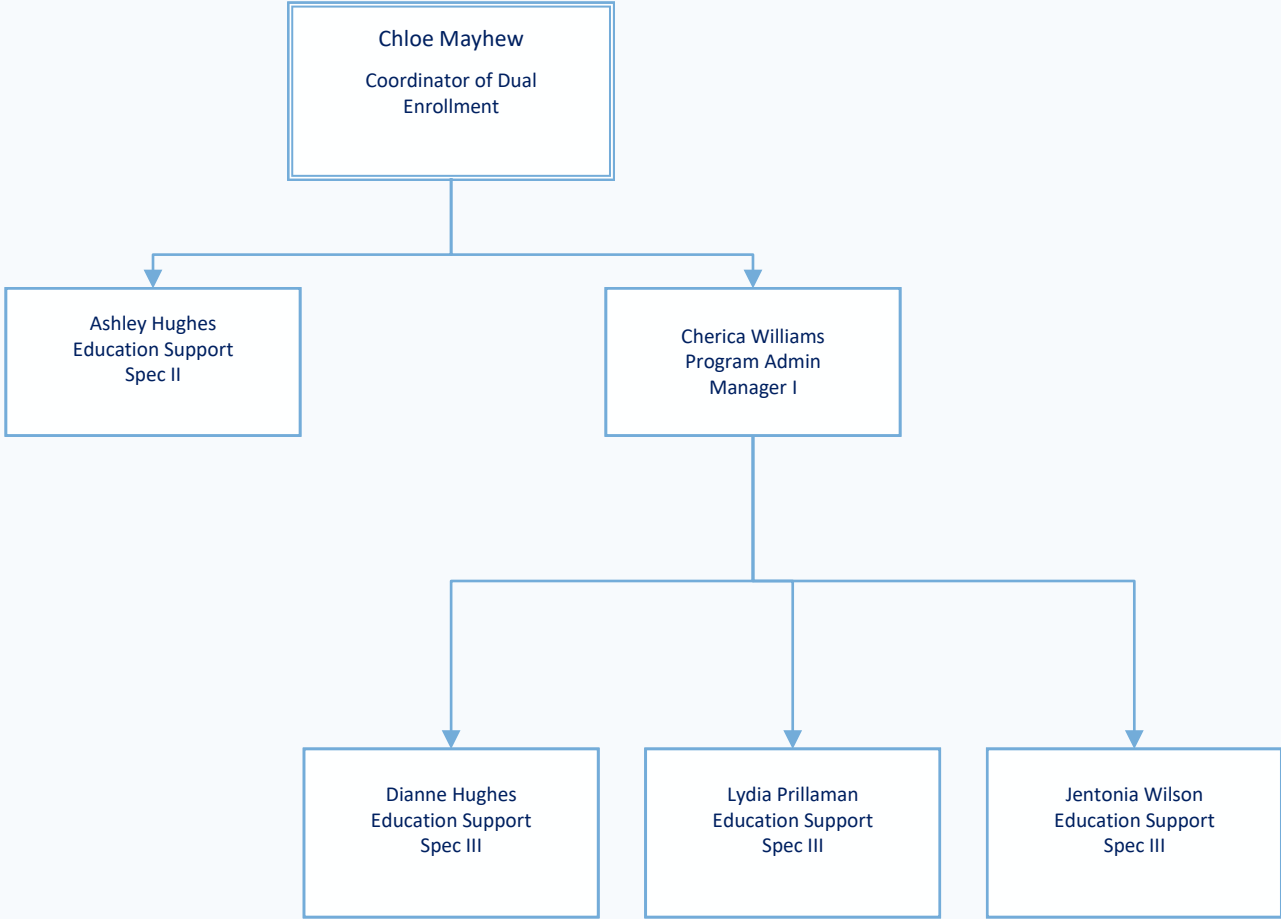 Chloe Mayhew
Coordinator of Dual
Enrollment
Ashley Hughes
Education Support
Spec II
Cherica Williams
Program Admin
Manager I
Dianne Hughes
Education Support
Spec III
Lydia Prillaman
Education Support
Spec III
Jentonia Wilson
Education Support
Spec III